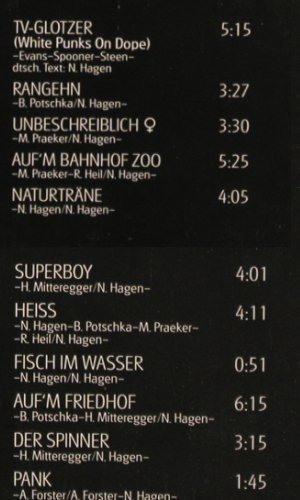 TV-GLOTZER 5:15
(White Punks On Dope)
-Evans-Spooner-Steen-
dtsch. Text: N. Hagen
RANGEHN 3:27
-B. Potschka/N. Hagen-
UNBESCHREIBLICH ♀ 3:30
-M. Praeker/N. Hagen-
AUF'M BAHNHOF ZOO 5:25
-M. Praeker-R. Heil/N. Hagen-
NATURTRÄNE 4:05
-N. Hagen/N. Hagen-
SUPERBOY 4:01
-H. Mitteregger/N. Hagen-
HEISS 4:11
-N. Hagen-B. Potschka-M. Praeker-
-R. Heil/N. Hagen-
FISCH IM WASSER 0:51
-N. Hagen/N. Hagen-
AUF'M FRIEDHOF 6:15
-B. Potschka-H. Mitteregger/N. Hagen-
DER SPINNER 3:15
-H. Mitteregger/N. Hagen-
PANK 1:45
-A. Forster/A. Forster-N. Hagen-